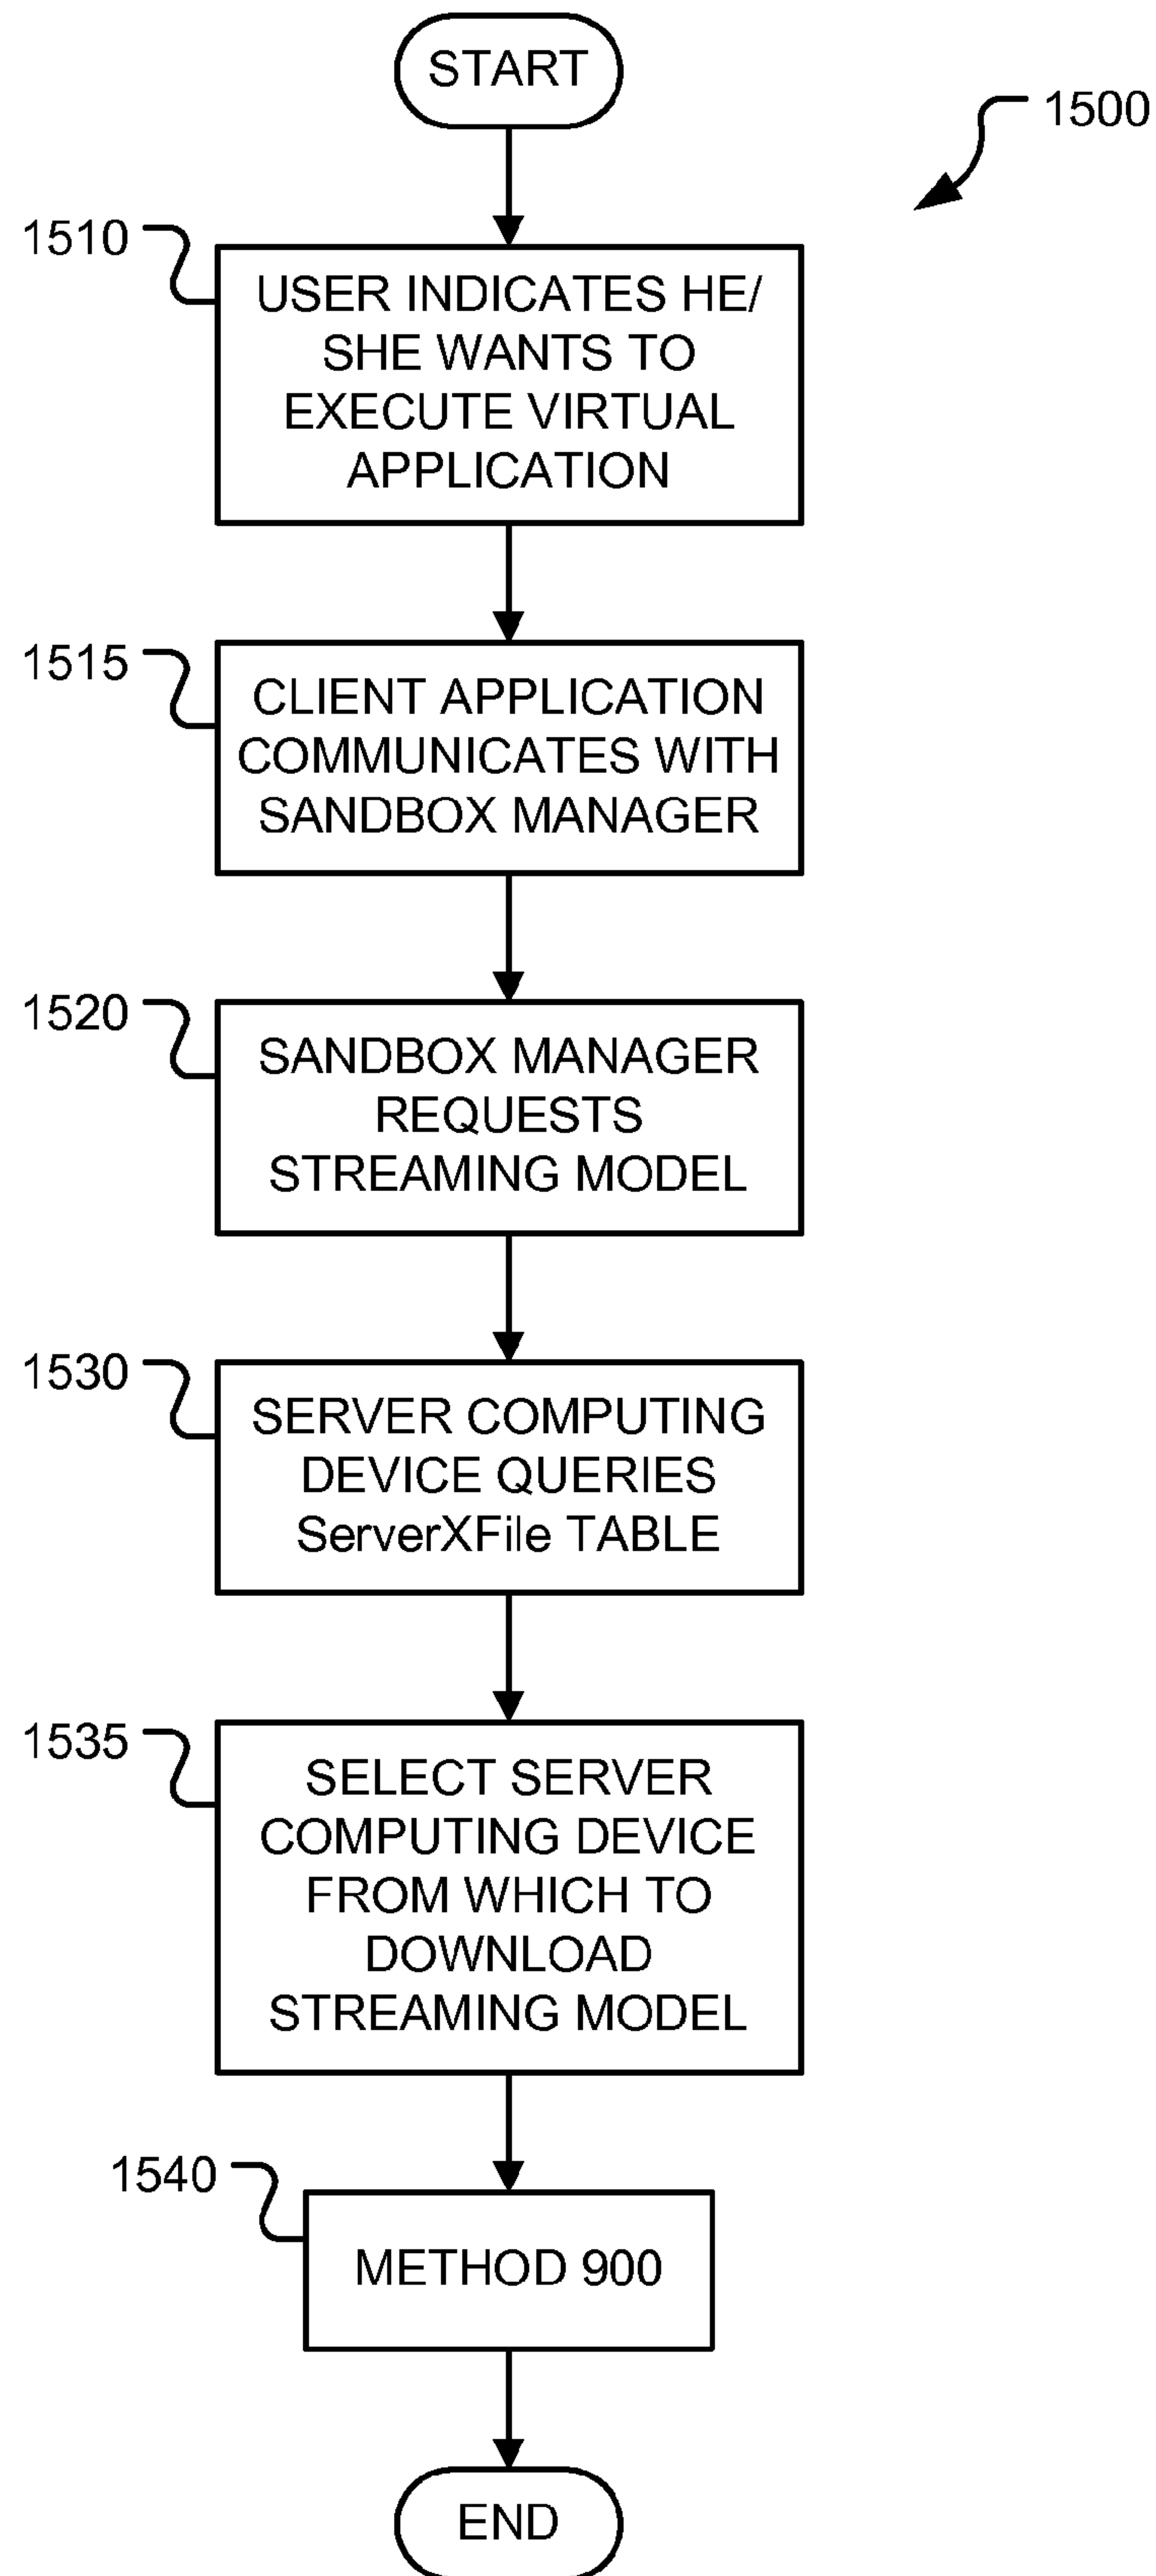 START
1500
1510
USER INDICATES HE/
SHE WANTS TO
EXECUTE VIRTUAL
APPLICATION
1515
CLIENT APPLICATION
COMMUNICATES WITH
SANDBOX MANAGER
1520
SANDBOX MANAGER
REQUESTS
STREAMING MODEL
1530
SERVER COMPUTING
DEVICE QUERIES
ServerXFile TABLE
1535
SELECT SERVER
COMPUTING DEVICE
FROM WHICH TO
DOWNLOAD
STREAMING MODEL
1540
METHOD 900
END